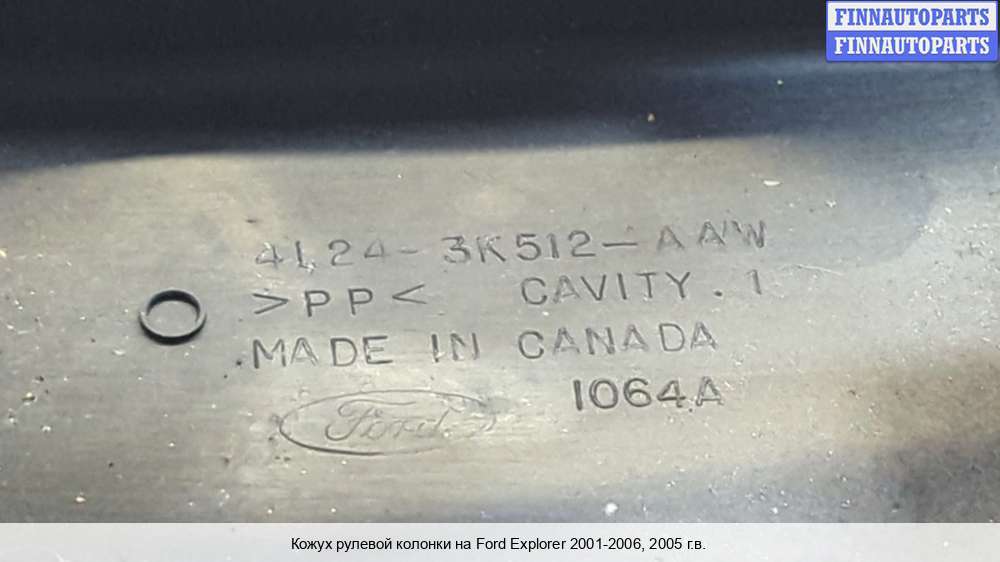 FINNAUTOPARTS
FINNAUTOPARTS
4L24-3K512-AAW
>PP< CAVITY.1
MADE IN CANADA
1064A
Ford
Кожух рулевой колонки на Ford Explorer 2001-2006, 2005 г.в.